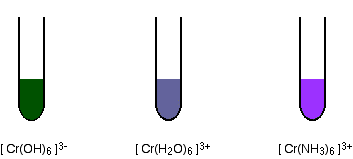 [ Cr(OH)₆ ]³⁻ [ Cr(H₂O)₆ ]³⁺ [ Cr(NH₃)₆ ]³⁺